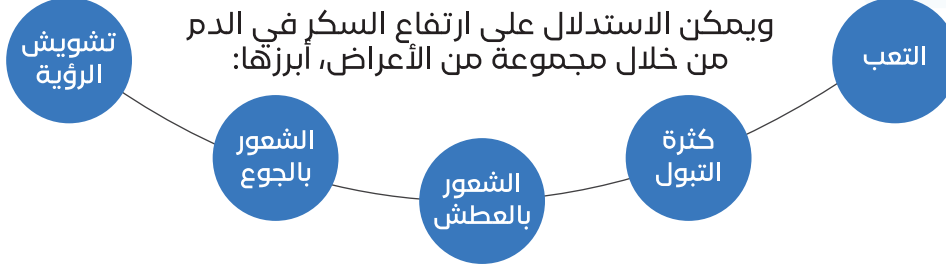 ويمكن الاستدلال على ارتفاع السكر في الدم
من خلال مجموعة من الأعراض، أبرزها:
التعب
كثرة
التبول
الشعور
بالعطش
الشعور
بالجوع
تشويش
الرؤية